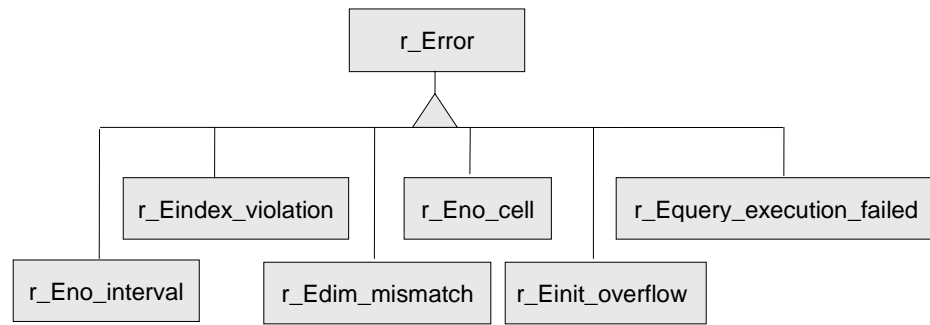 r_Error
r_Eindex_violation
r_Eno_cell
r_Equery_execution_failed
r_Eno_interval
r_Edim_mismatch
r_Einit_overflow